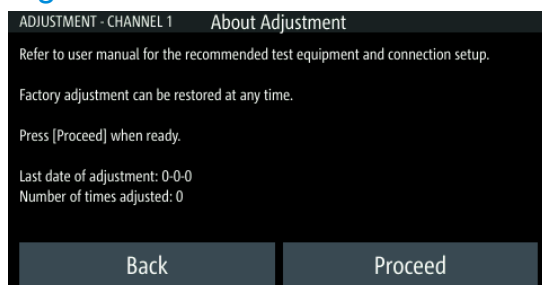 ADJUSTMENT - CHANNEL 1 About Adjustment
Refer to user manual for the recommended test equipment and connection setup.
Factory adjustment can be restored at any time.
Press [Proceed] when ready.
Last date of adjustment: 0-0-0
Number of times adjusted: 0
Back Proceed